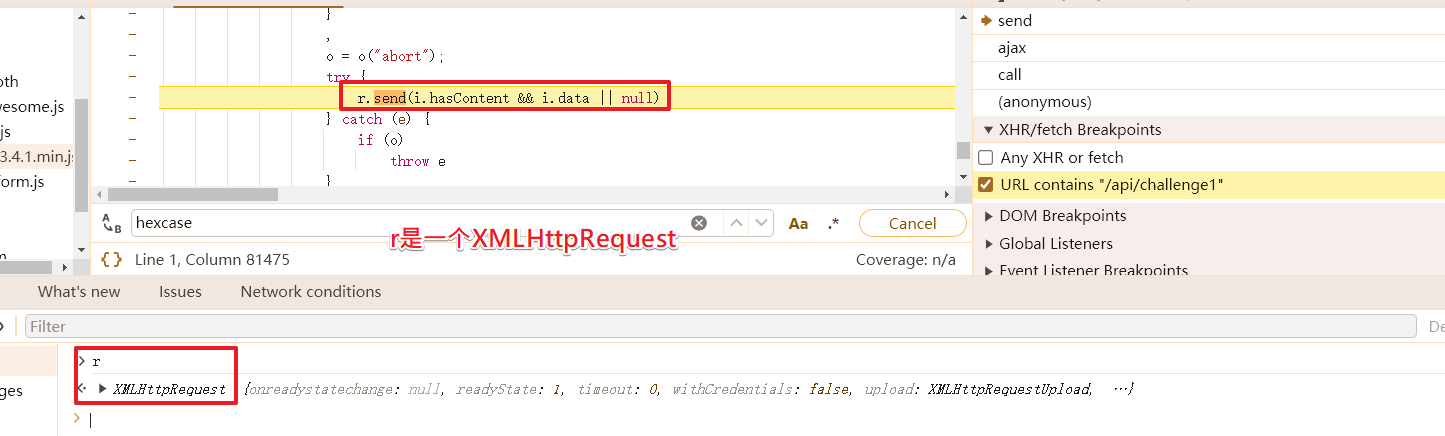 }
,
o = o("abort");
try {
r.send(i.hasContent && i.data || null)
} catch (e) {
if (o)
throw e
}
oth
wesome.js
js
3.4.1.min.js
form.js
hexcase
Aa
.*
Cancel
r是一个XMLHttpRequest
{} Line 1, Column 81475
Coverage: n/a
send
ajax
call
(anonymous)
XHR/fetch Breakpoints
Any XHR or fetch
URL contains "/api/challenge1"
DOM Breakpoints
Global Listeners
Event Listener Breakpoints
What's new Issues Network conditions
Filter
De
ges
> r
XMLHttpRequest {onreadystatechange: null, readyState: 1, timeout: 0, withCredentials: false, upload: XMLHttpRequestUpload, …}
>